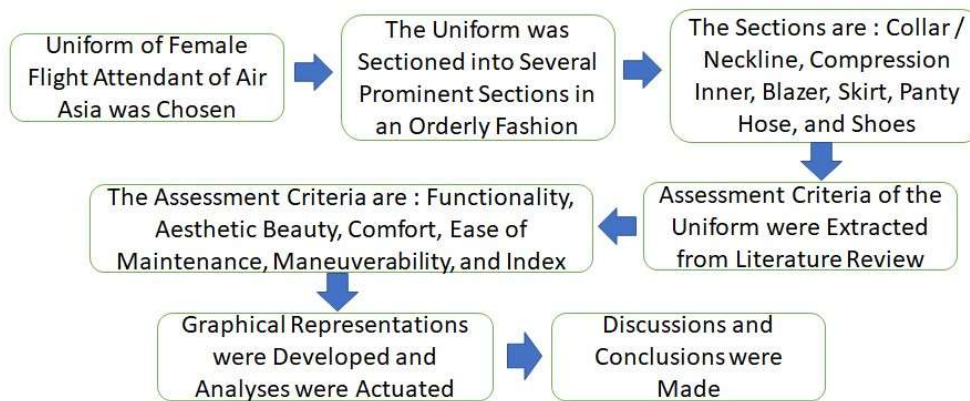 Uniform of Female
Flight Attendant of Air
Asia was Chosen
The Uniform was
Sectioned into Several
Prominent Sections in
an Orderly Fashion
The Sections are : Collar /
Neckline, Compression
Inner, Blazer, Skirt, Panty
Hose, and Shoes
Assessment Criteria of the
Uniform were Extracted
from Literature Review
The Assessment Criteria are : Functionality,
Aesthetic Beauty, Comfort, Ease of
Maintenance, Maneuverability, and Index
Graphical Representations
were Developed and
Analyses were Actuated
Discussions and
Conclusions were
Made